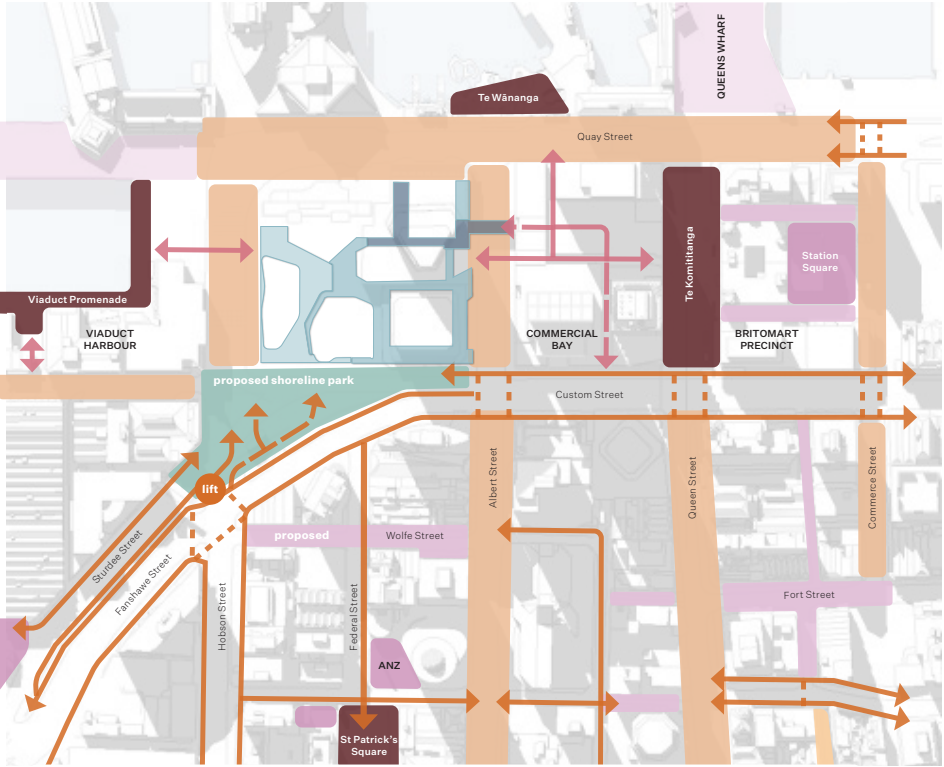 QUEENS WHARF
Te Wānanga
Quay Street
Te Komititanga
Station
Square
Viaduct Promenade
VIADUCT
HARBOUR
COMMERCIAL
BAY
BRITOMART
PRECINCT
proposed shoreline park
Custom Street
Albert Street
Queen Street
Commerce Street
lift
Sturdee Street
Fanshawe Street
proposed
Wolfe Street
Hobson Street
Federal Street
Fort Street
ANZ
St Patrick's
Square